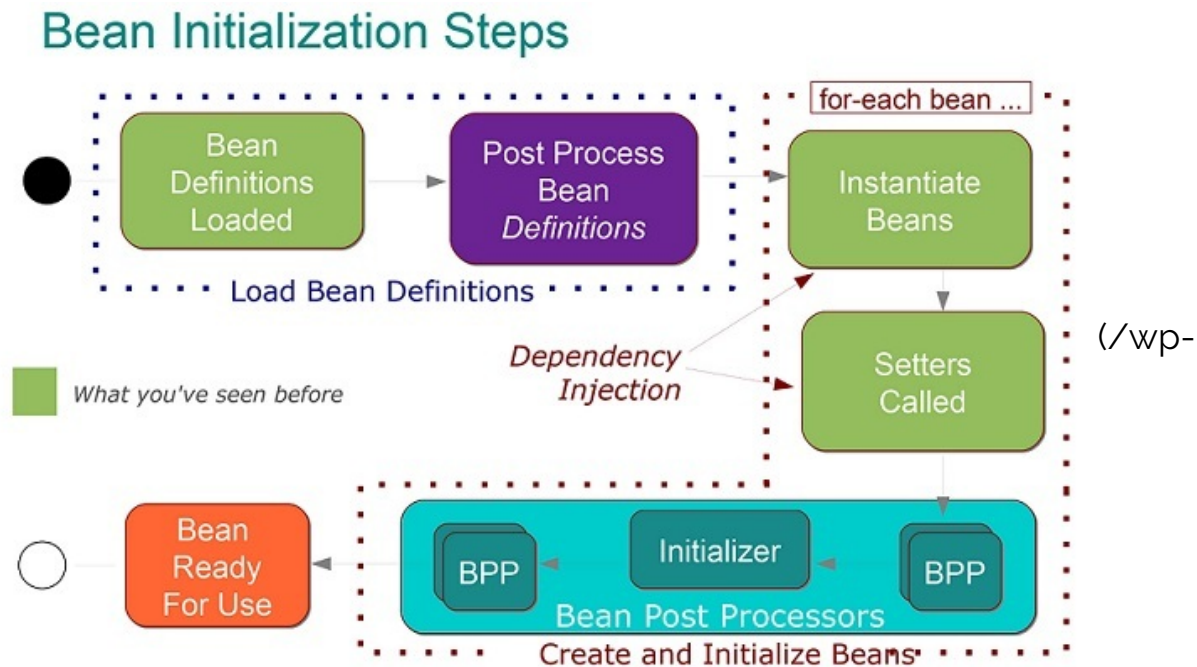 Bean Initialization Steps
for-each bean ...
Bean
Definitions
Loaded
Post Process
Bean
Definitions
Instantiate
Beans
Load Bean Definitions
Dependency
Injection
Setters
Called
(/wp-
What you've seen before
Bean
Ready
For Use
BPP
Initializer
BPP
Bean Post Processors
Create and Initialize Beans